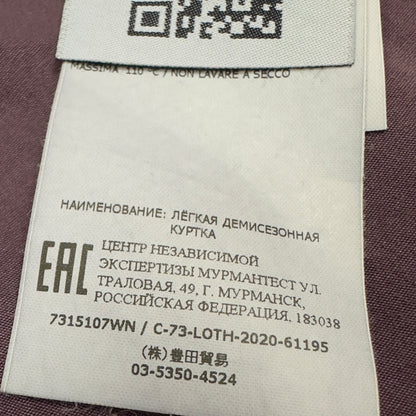 MASSIMA 110 °C / NON LAVARE A SECCO
НАИМЕНОВАНИЕ: ЛЁГКАЯ ДЕМИСЕЗОННАЯ
КУРТКА
EAC
ЦЕНТР НЕЗАВИСИМОЙ
ЭКСПЕРТИЗЫ МУРМАНТЕСТ УЛ.
ТРАЛОВАЯ, 49, Г. МУРМАНСК,
РОССИЙСКАЯ ФЕДЕРАЦИЯ, 183038
7315107WN / C-73-LOTH-2020-61195
(株)豊田貿易
03-5350-4524